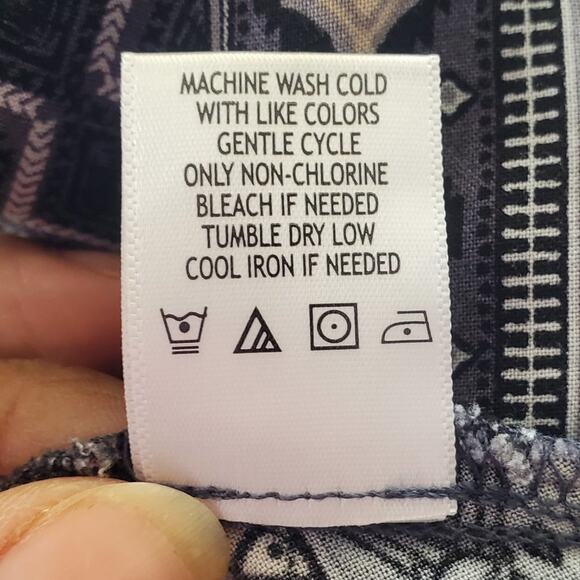 MACHINE WASH COLD
WITH LIKE COLORS
GENTLE CYCLE
ONLY NON-CHLORINE
BLEACH IF NEEDED
TUMBLE DRY LOW
COOL IRON IF NEEDED